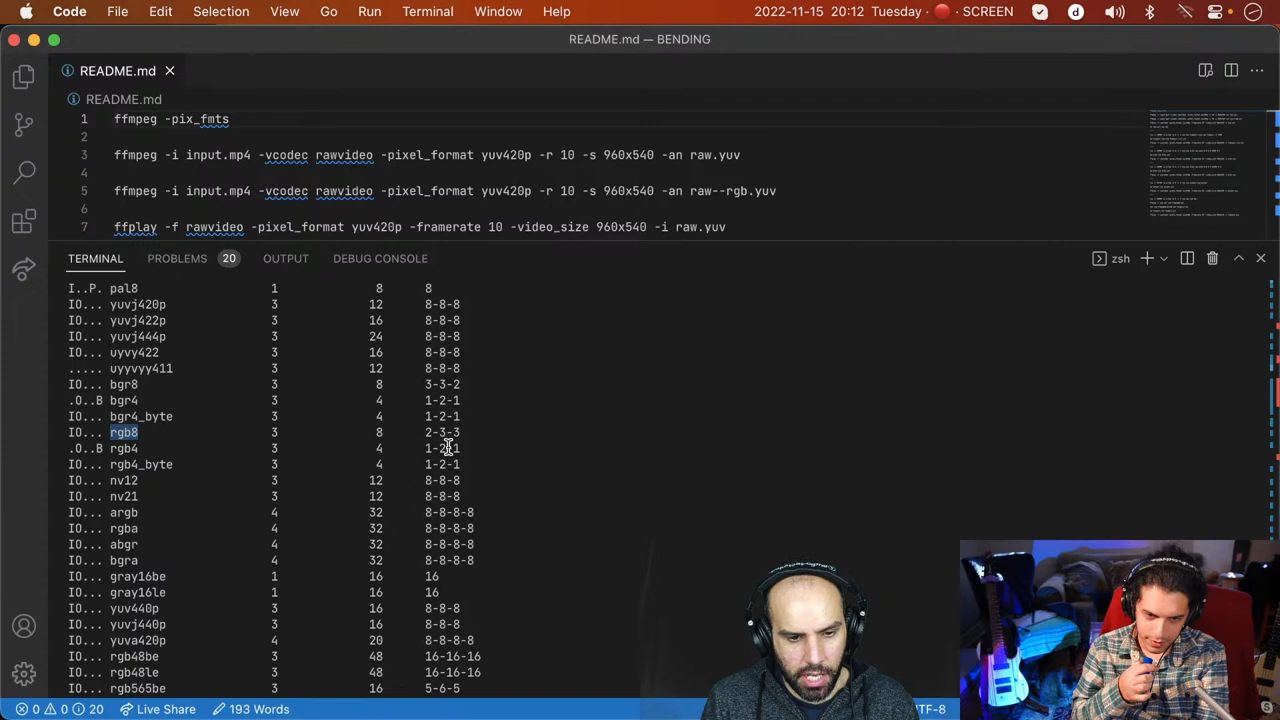 Code File Edit Selection View Go Run Terminal Window Help 2022-11-15 20:12 Tuesday SCREEN
README.md — BENDING
README.md
README.md
1 ffmpeg -pix_fmts
2
3 ffmpeg -i input.mp4 -vcodec rawvideo -pixel_format yuv420p -r 10 -s 960x540 -an raw.yuv
4
5 ffmpeg -i input.mp4 -vcodec rawvideo -pixel_format yuv420p -r 10 -s 960x540 -an raw--rgb.yuv
6
7 ffplay -f rawvideo -pixel_format yuv420p -framerate 10 -video_size 960x540 -i raw.yuv
TERMINAL PROBLEMS 20 OUTPUT DEBUG CONSOLE zsh
I..P. pal8 1 8 8
IO... yuvj420p 3 12 8-8-8
IO... yuvj422p 3 16 8-8-8
IO... yuvj444p 3 24 8-8-8
IO... uyvy422 3 16 8-8-8
..... uyyvyy411 3 12 8-8-8
IO... bgr8 3 8 3-3-2
.O..B bgr4 3 4 1-2-1
IO... bgr4_byte 3 4 1-2-1
IO... rgb8 3 8 2-3-3
.O..B rgb4 3 4 1-2-1
IO... rgb4_byte 3 4 1-2-1
IO... nv12 3 12 8-8-8
IO... nv21 3 12 8-8-8
IO... argb 4 32 8-8-8-8
IO... rgba 4 32 8-8-8-8
IO... abgr 4 32 8-8-8-8
IO... bgra 4 32 8-8-8-8
IO... gray16be 1 16 16
IO... gray16le 1 16 16
IO... yuv440p 3 16 8-8-8
IO... yuvj440p 3 16 8-8-8
IO... yuva420p 4 20 8-8-8-8
IO... rgb48be 3 48 16-16-16
IO... rgb48le 3 48 16-16-16
IO... rgb565be 3 16 5-6-5
0 0 20 Live Share 193 Words TF-8